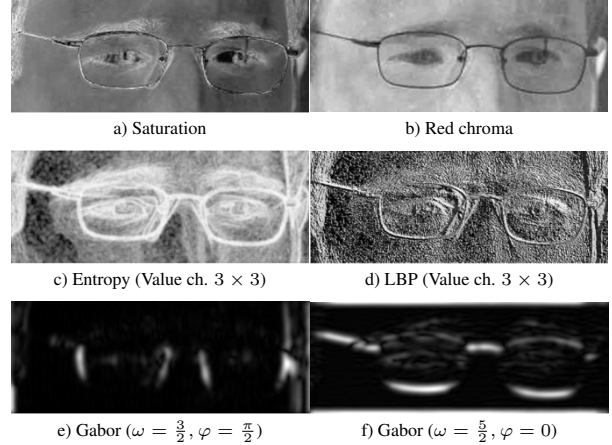 a) Saturation
b) Red chroma
c) Entropy (Value ch. 3 × 3)
d) LBP (Value ch. 3 × 3)
e) Gabor (ω = 3/2, φ = π/2)
f) Gabor (ω = 5/2, φ = 0)